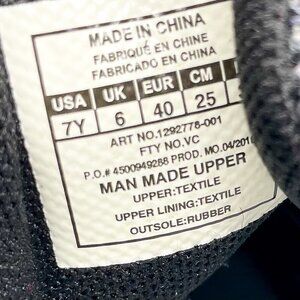 MADE IN CHINA
FABRIQUÉ EN CHINE
FABRICADO EN CHINA
USA UK EUR CM
7Y 6 40 25
ART NO.1292776-001
FTY NO.VC
P.O.# 4500949288 PROD. MO.04/201
MAN MADE UPPER
UPPER:TEXTILE
UPPER LINING:TEXTILE
OUTSOLE:RUBBER